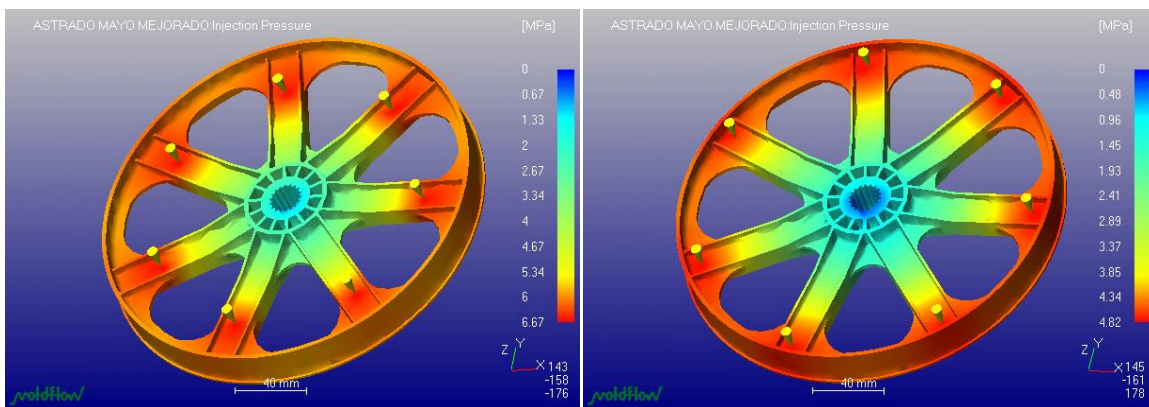 ASTRADO MAYO MEJORADO:Injection Pressure
[MPa]
0
0.67
1.33
2
2.67
3.34
4
4.67
5.34
6
6.67
Y
Z
X
143
-158
-176
40 mm
moldflow
ASTRADO MAYO MEJORADO:Injection Pressure
[MPa]
0
0.48
0.96
1.45
1.93
2.41
2.89
3.37
3.85
4.34
4.82
Y
Z
X
145
-161
178
40 mm
moldflow